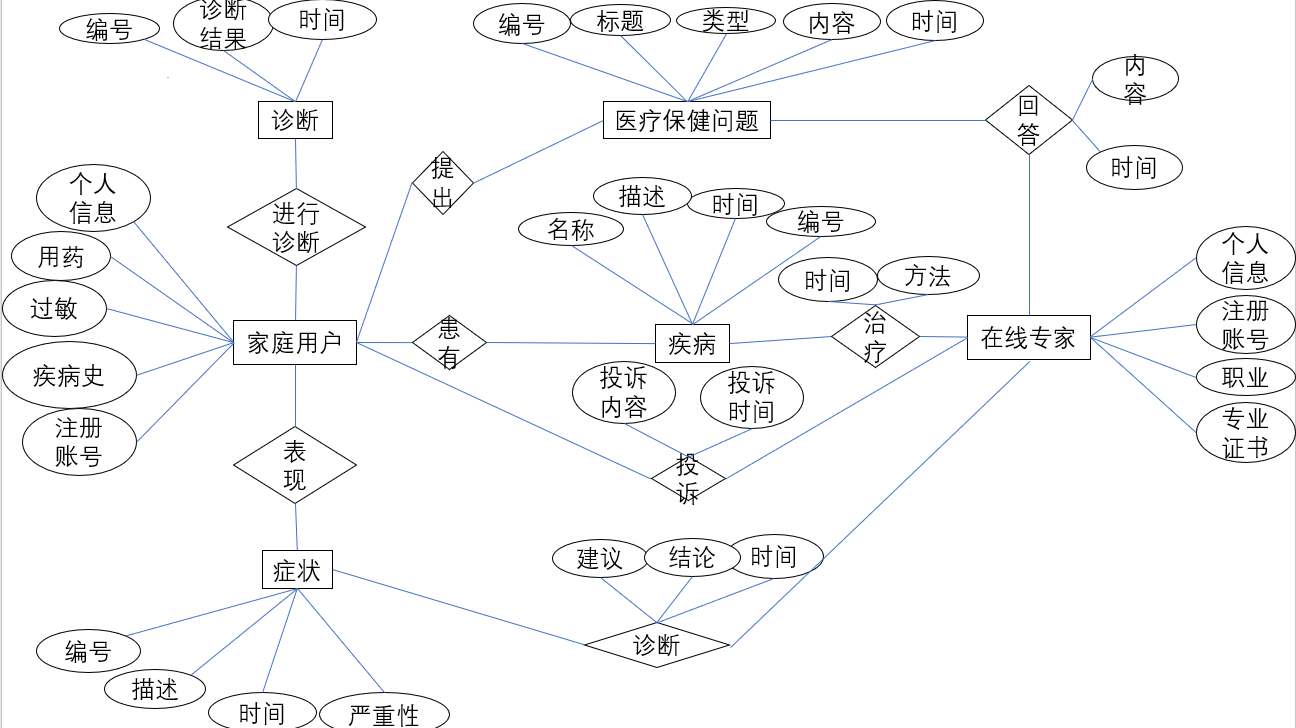 编号
诊断
结果
时间
编号
标题
类型
内容
时间
内
容
诊断
医疗保健问题
回
答
时间
提
出
个人
信息
进行
诊断
描述
时间
名称
编号
用药
个人
信息
时间
方法
过敏
注册
账号
家庭用户
患
有
疾病
治
疗
在线专家
疾病史
投诉
内容
投诉
时间
职业
注册
账号
专业
证书
表
现
投
诉
症状
建议
结论
时间
诊断
编号
描述
时间
严重性